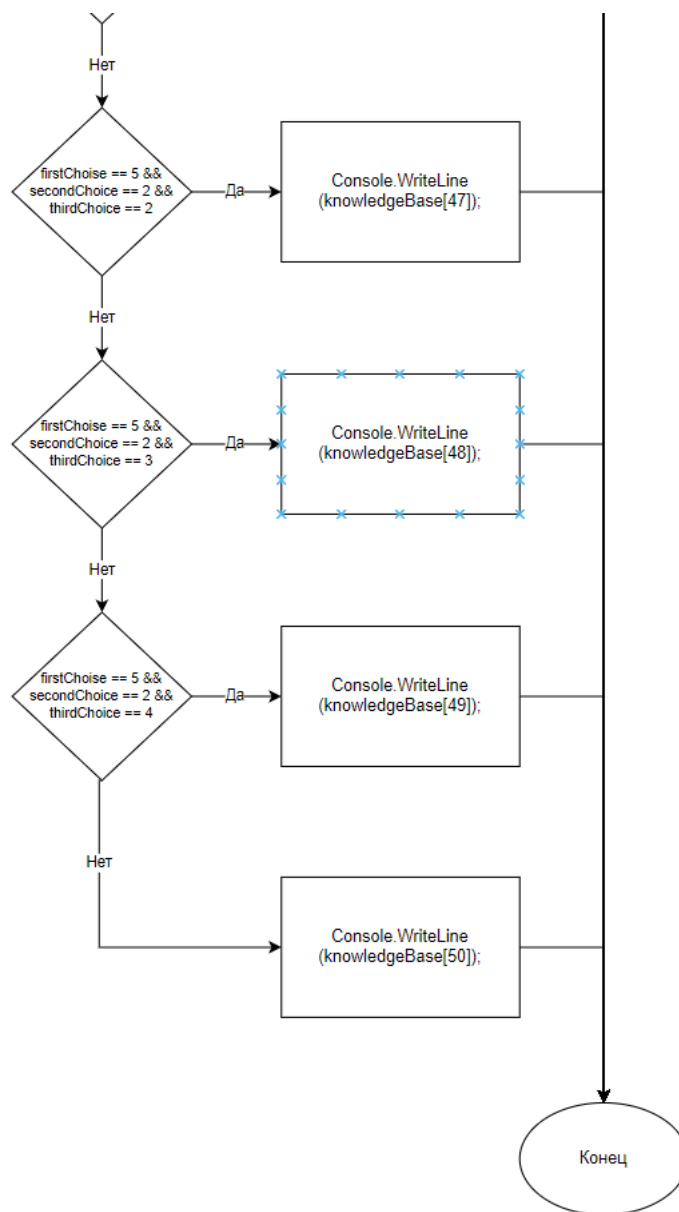 Нет
firstChoise == 5 &&
secondChoice == 2 &&
thirdChoice == 2
Да
Console.WriteLine
(knowledgeBase[47]);
Нет
firstChoise == 5 &&
secondChoice == 2 &&
thirdChoice == 3
Да
Console.WriteLine
(knowledgeBase[48]);
Нет
firstChoise == 5 &&
secondChoice == 2 &&
thirdChoice == 4
Да
Console.WriteLine
(knowledgeBase[49]);
Нет
Console.WriteLine
(knowledgeBase[50]);
Конец